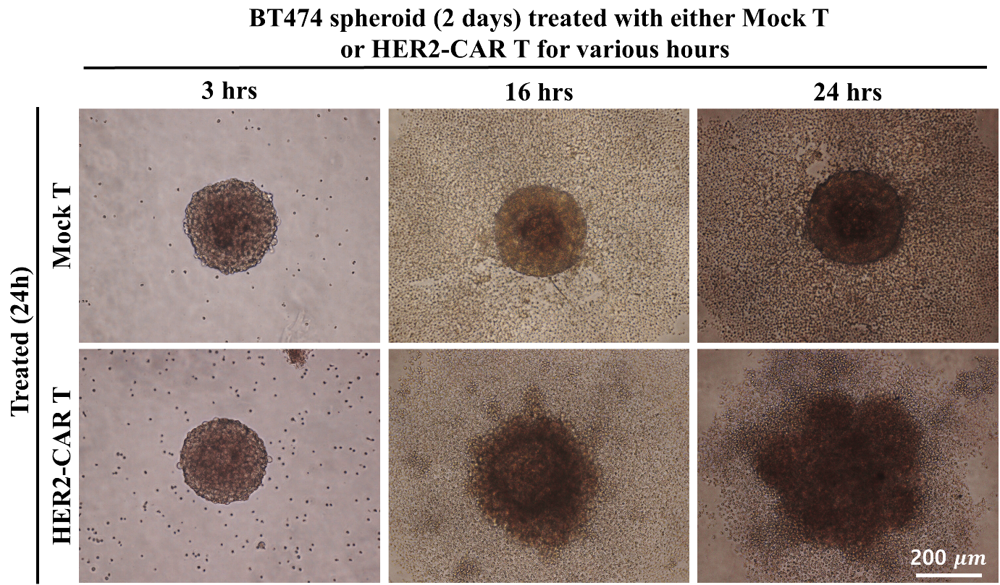 BT474 spheroid (2 days) treated with either Mock T
or HER2-CAR T for various hours
3 hrs
16 hrs
24 hrs
Treated (24h)
Mock T
HER2-CAR T
200 μm